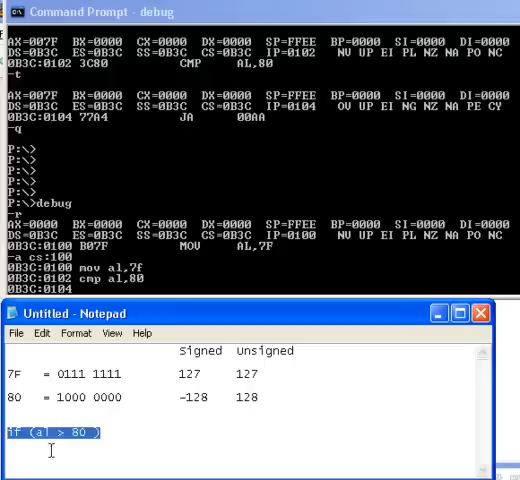 Command Prompt - debug
AX=007F BX=0000 CX=0000 DX=0000 SP=FFEE BP=0000 SI=0000 DI=0000
DS=0B3C ES=0B3C SS=0B3C CS=0B3C IP=0102 NV UP EI PL NZ NA PO NC
0B3C:0102 3C80 CMP AL,80
-t
AX=007F BX=0000 CX=0000 DX=0000 SP=FFEE BP=0000 SI=0000 DI=0000
DS=0B3C ES=0B3C SS=0B3C CS=0B3C IP=0104 OV UP EI NG NZ NA PE CY
0B3C:0104 77A4 JA 00AA
-q
P:\>
P:\>
P:\>
P:\>
P:\>
P:\>debug
-r
AX=0000 BX=0000 CX=0000 DX=0000 SP=FFEE BP=0000 SI=0000 DI=0000
DS=0B3C ES=0B3C SS=0B3C CS=0B3C IP=0100 NV UP EI PL NZ NA PO NC
0B3C:0100 B07F MOV AL,7F
-a cs:100
0B3C:0100 mov al,7f
0B3C:0102 cmp al,80
0B3C:0104
Untitled - Notepad
File Edit Format View Help
Signed Unsigned
7F = 0111 1111 127 127
80 = 1000 0000 -128 128
if (al > 80 )